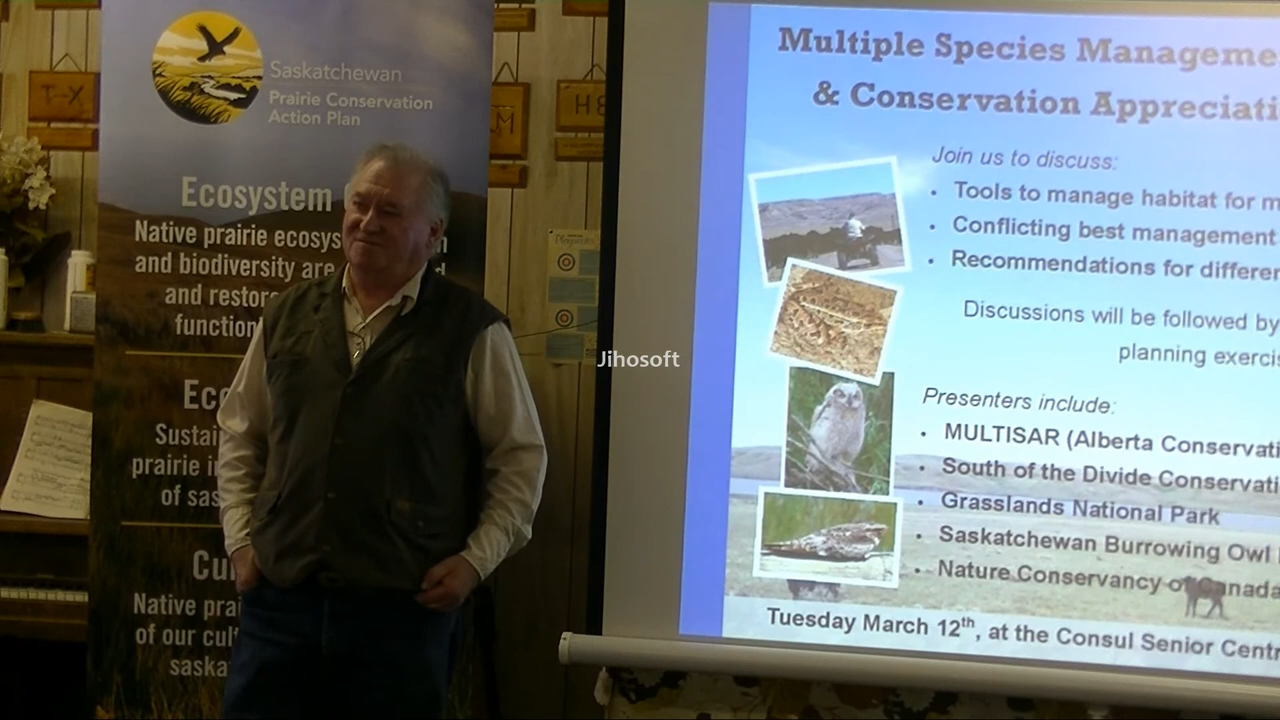 Saskatchewan
Prairie Conservation
Action Plan
Ecosystem
Native prairie ecosys
and biodiversity are
and restor
function
Sustai
prairie i
of sas
Cu
Native prai
of our cul
saska
T-X
M
H8
Jihosoft
Multiple Species Manageme
& Conservation Appreciati
Join us to discuss:
• Tools to manage habitat for m
• Conflicting best management
• Recommendations for differen
Discussions will be followed by
planning exercis
Presenters include:
• MULTISAR (Alberta Conservati
• South of the Divide Conservati
• Grasslands National Park
• Saskatchewan Burrowing Owl
• Nature Conservancy of Canada
Tuesday March 12th, at the Consul Senior Centr